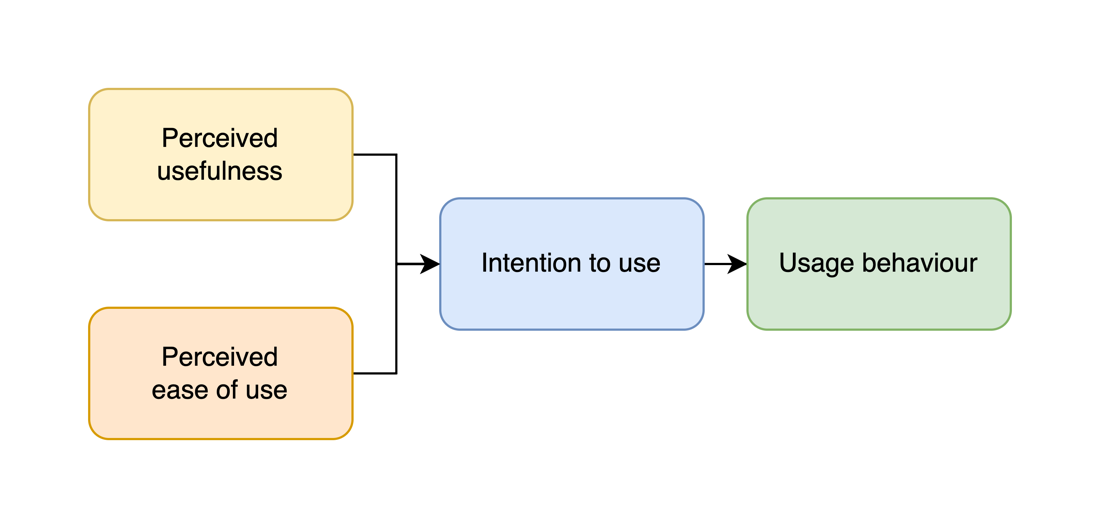 Perceived
usefulness
Perceived
ease of use
Intention to use
Usage behaviour